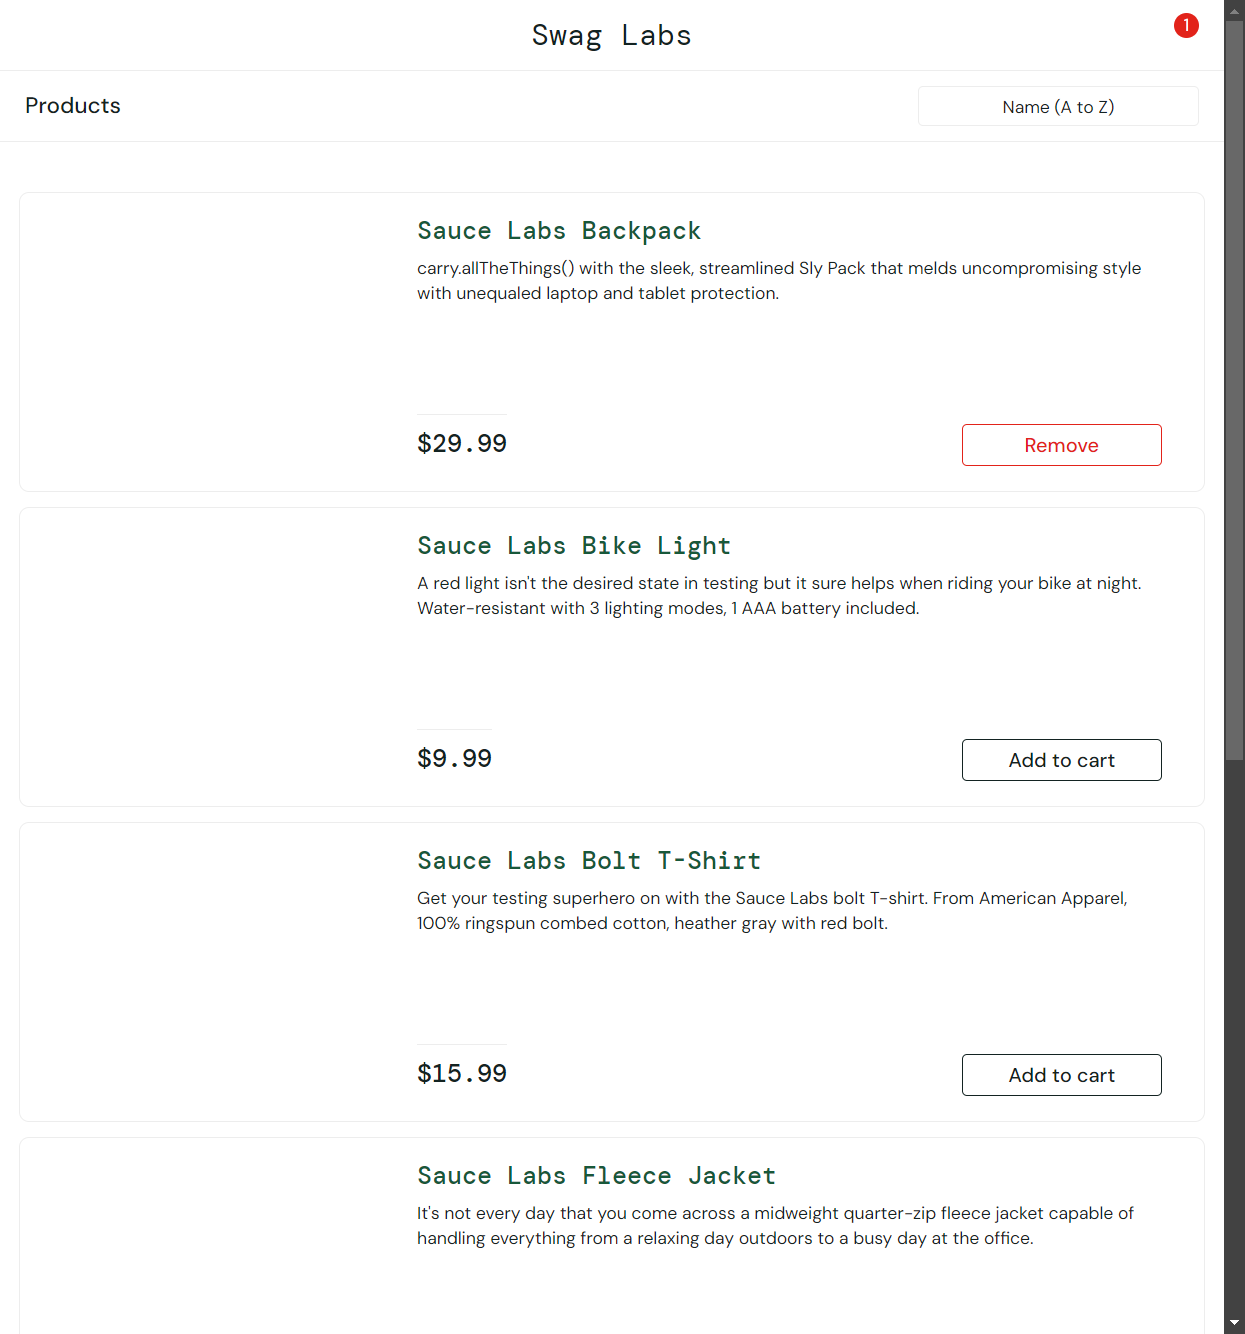 Swag Labs
1
Products
Name (A to Z)
Sauce Labs Backpack
carry.allTheThings() with the sleek, streamlined Sly Pack that melds uncompromising style
with unequaled laptop and tablet protection.
$29.99
Remove
Sauce Labs Bike Light
A red light isn't the desired state in testing but it sure helps when riding your bike at night.
Water-resistant with 3 lighting modes, 1 AAA battery included.
$9.99
Add to cart
Sauce Labs Bolt T-Shirt
Get your testing superhero on with the Sauce Labs bolt T-shirt. From American Apparel,
100% ringspun combed cotton, heather gray with red bolt.
$15.99
Add to cart
Sauce Labs Fleece Jacket
It's not every day that you come across a midweight quarter-zip fleece jacket capable of
handling everything from a relaxing day outdoors to a busy day at the office.